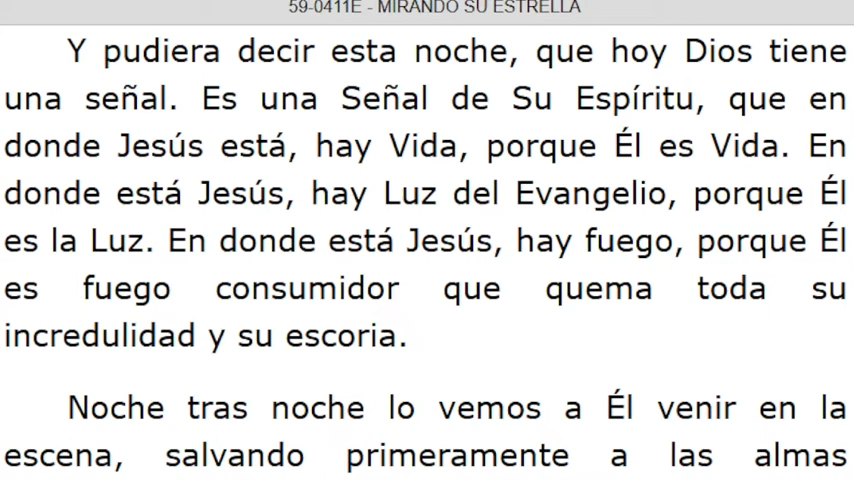 59-0411E - MIRANDO SU ESTRELLA
Y pudiera decir esta noche, que hoy Dios tiene
una señal. Es una Señal de Su Espíritu, que en
donde Jesús está, hay Vida, porque Él es Vida. En
donde está Jesús, hay Luz del Evangelio, porque Él
es la Luz. En donde está Jesús, hay fuego, porque Él
es fuego consumidor que quema toda su
incredulidad y su escoria.
Noche tras noche lo vemos a Él venir en la
escena, salvando primeramente a las almas